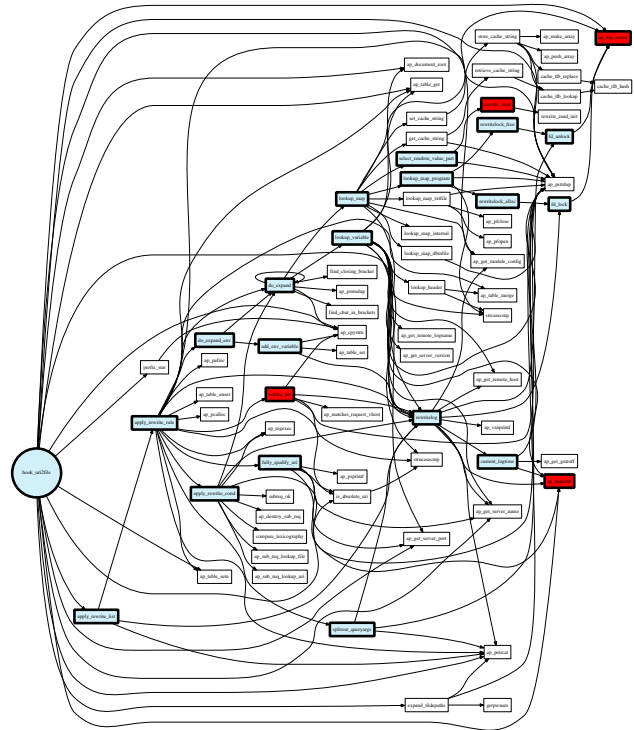 store_cache_string
ap_make_array
ap_log_rerror
ap_push_array
ap_document_root
retrieve_cache_string
cache_tlb_replace
ap_table_get
cache_tlb_lookup
cache_tlb_hash
set_cache_string
rewrite_rand_init
get_cache_string
rewritelock_free
fd_unlock
select_random_value_part
lookup_map_program
ap_pstrdup
lookup_map
lookup_map_txtfile
rewritelock_alloc
fd_lock
ap_pfclose
lookup_variable
lookup_map_internal
ap_pfopen
lookup_map_dbmfile
ap_get_module_config
find_closing_bracket
do_expand
ap_pstrndup
lookup_header
ap_table_merge
find_char_in_brackets
strcasecmp
ap_cpystrn
ap_get_remote_logname
do_expand_env
add_env_variable
ap_table_set
ap_get_server_version
ap_palloc
prefix_stat
ap_get_remote_host
ap_table_unset
ap_pcalloc
ap_matches_request_vhost
rewritelog
apply_rewrite_rule
ap_regexec
ap_vsnprintf
fully_qualify_uri
strncasecmp
current_logtime
ap_get_gmtoff
hook_uri2file
ap_psprintf
ap_snprintf
apply_rewrite_cond
subreq_ok
is_absolute_uri
ap_destroy_sub_req
ap_get_server_name
compare_lexicography
ap_get_server_port
ap_sub_req_lookup_file
ap_table_setn
ap_sub_req_lookup_uri
apply_rewrite_list
splitout_queryargs
ap_pstrcat
expand_tildepaths
getpwnam